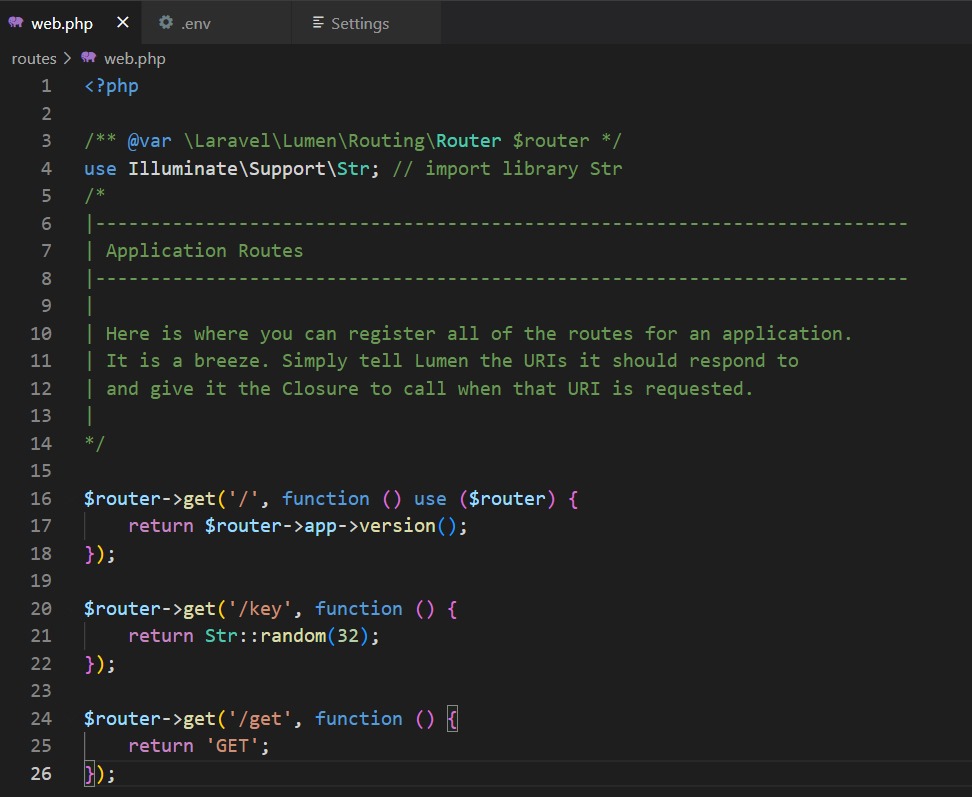 web.php × .env Settings
routes > web.php
1 <?php
2
3 /** @var \Laravel\Lumen\Routing\Router $router */
4 use Illuminate\Support\Str; // import library Str
5 /*
6 |--------------------------------------------------------------------------
7 | Application Routes
8 |--------------------------------------------------------------------------
9 |
10 | Here is where you can register all of the routes for an application.
11 | It is a breeze. Simply tell Lumen the URIs it should respond to
12 | and give it the Closure to call when that URI is requested.
13 |
14 */
15
16 $router->get('/', function () use ($router) {
17     return $router->app->version();
18 });
19
20 $router->get('/key', function () {
21     return Str::random(32);
22 });
23
24 $router->get('/get', function () {
25     return 'GET';
26 });